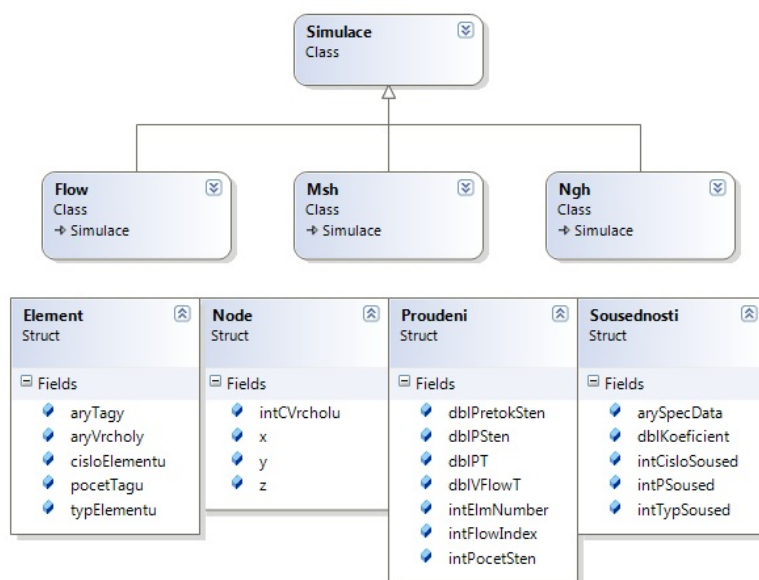 Simulace
Class
Flow
Class
Simulace
Msh
Class
Simulace
Ngh
Class
Simulace
Element
Struct
Fields
aryTagy
aryVrcholy
cisloElementu
pocetTagu
typElementu
Node
Struct
Fields
intCVrcholu
x
y
z
Proudeni
Struct
Fields
dblPretokSten
dblPSten
dblPT
dblVFlowT
intElmNumber
intFlowIndex
intPocetSten
Sousednosti
Struct
Fields
arySpecData
dblKoeficient
intCisloSoused
intPSoused
intTypSoused